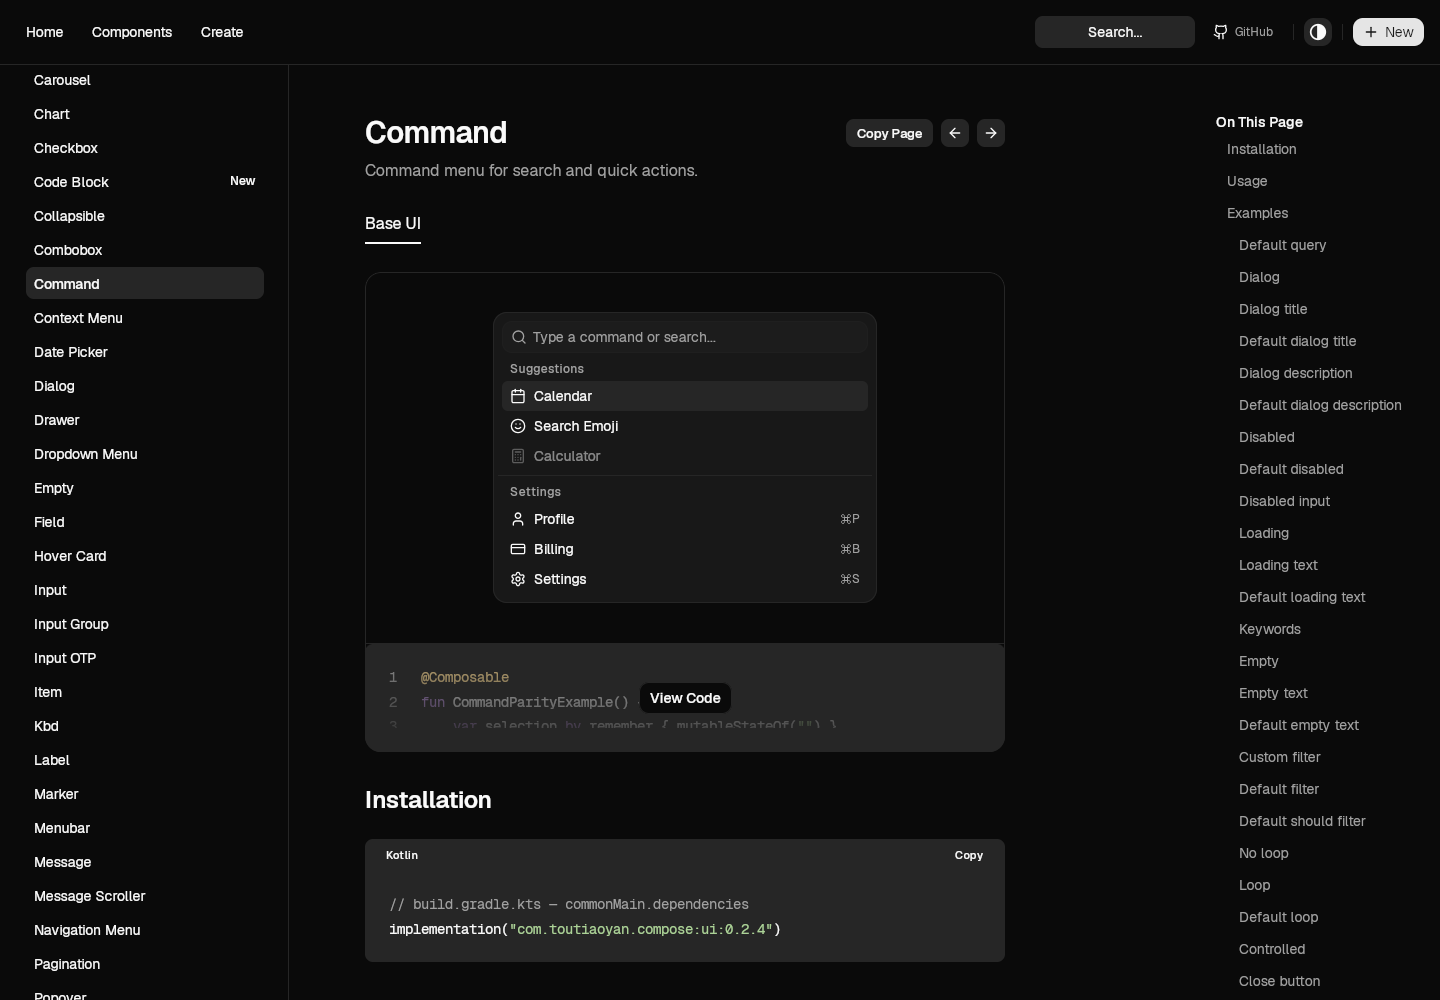 Home
Components
Create
Search...
GitHub
New
Carousel
Chart
Checkbox
Code Block
New
Collapsible
Combobox
Command
Context Menu
Date Picker
Dialog
Drawer
Dropdown Menu
Empty
Field
Hover Card
Input
Input Group
Input OTP
Item
Kbd
Label
Marker
Menubar
Message
Message Scroller
Navigation Menu
Pagination
Popover
Command
Copy Page
Command menu for search and quick actions.
Base UI
Type a command or search...
Suggestions
Calendar
Search Emoji
Calculator
Settings
Profile
⌘P
Billing
⌘B
Settings
⌘S
1 @Composable
2 fun CommandParityExample()
View Code
3 var selection by remember { mutableStateOf("") }
Installation
Kotlin
Copy
// build.gradle.kts — commonMain.dependencies
implementation("com.toutiaoyan.compose:ui:0.2.4")
On This Page
Installation
Usage
Examples
Default query
Dialog
Dialog title
Default dialog title
Dialog description
Default dialog description
Disabled
Default disabled
Disabled input
Loading
Loading text
Default loading text
Keywords
Empty
Empty text
Default empty text
Custom filter
Default filter
Default should filter
No loop
Loop
Default loop
Controlled
Close button